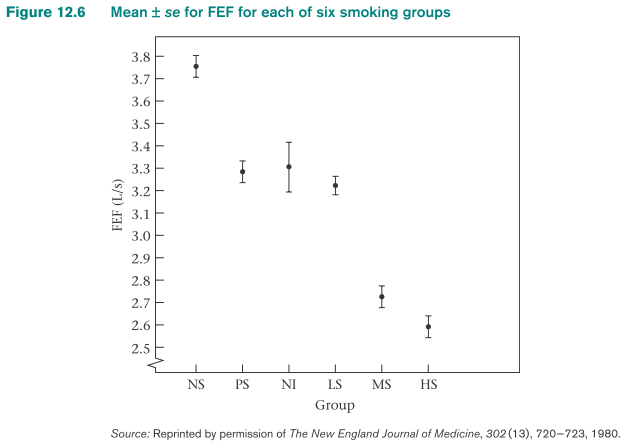 Figure 12.6 Mean ± se for FEF for each of six smoking groups
3.8
3.7
3.6
3.5
3.4
3.3
3.2
3.1
3.0
2.9
2.8
2.7
2.6
2.5
FEF (L/s)
NS PS NI LS MS HS
Group
Source: Reprinted by permission of The New England Journal of Medicine, 302(13), 720–723, 1980.